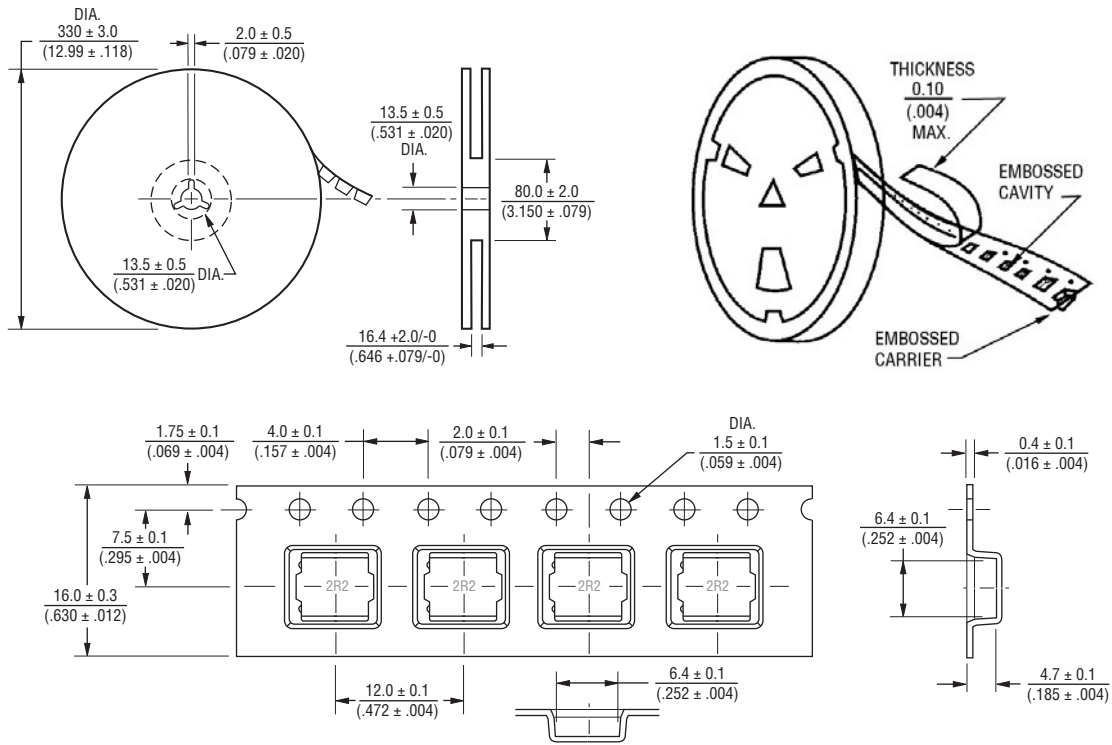 DIA.
330 ± 3.0
(12.99 ± .118)
2.0 ± 0.5
(.079 ± .020)
13.5 ± 0.5
(.531 ± .020)
DIA.
80.0 ± 2.0
(3.150 ± .079)
13.5 ± 0.5
(.531 ± .020)
DIA.
16.4 +2.0/-0
(.646 +.079/-0)
THICKNESS
0.10
(.004)
MAX.
EMBOSSED
CAVITY
EMBOSSED
CARRIER
1.75 ± 0.1
(.069 ± .004)
4.0 ± 0.1
(.157 ± .004)
2.0 ± 0.1
(.079 ± .004)
DIA.
1.5 ± 0.1
(.059 ± .004)
0.4 ± 0.1
(.016 ± .004)
7.5 ± 0.1
(.295 ± .004)
6.4 ± 0.1
(.252 ± .004)
16.0 ± 0.3
(.630 ± .012)
2R2
2R2
2R2
2R2
12.0 ± 0.1
(.472 ± .004)
6.4 ± 0.1
(.252 ± .004)
4.7 ± 0.1
(.185 ± .004)